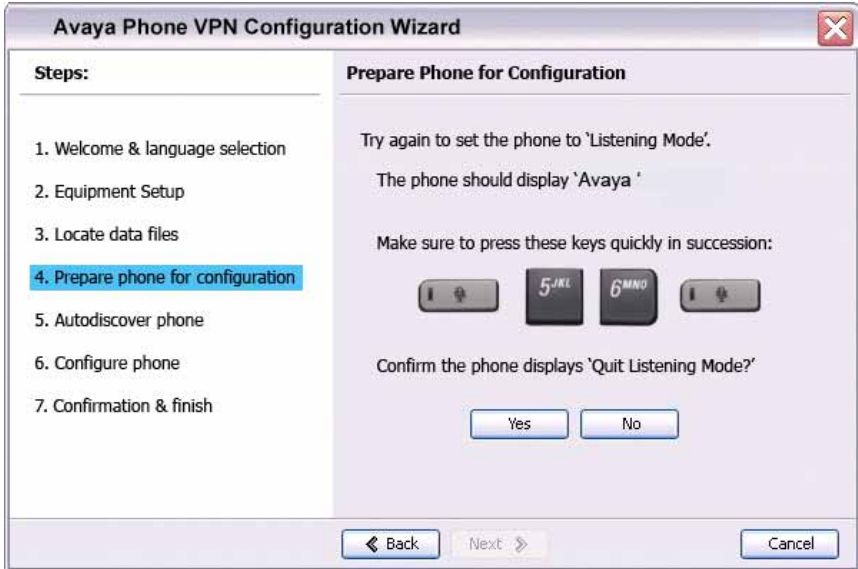 Avaya Phone VPN Configuration Wizard
Steps:
1. Welcome & language selection
2. Equipment Setup
3. Locate data files
4. Prepare phone for configuration
5. Autodiscover phone
6. Configure phone
7. Confirmation & finish
Prepare Phone for Configuration
Try again to set the phone to ‘Listening Mode’.
The phone should display ‘Avaya ‘
Make sure to press these keys quickly in succession:
5JKL 6MNO
Confirm the phone displays ‘Quit Listening Mode?’
Yes No
Back Next Cancel